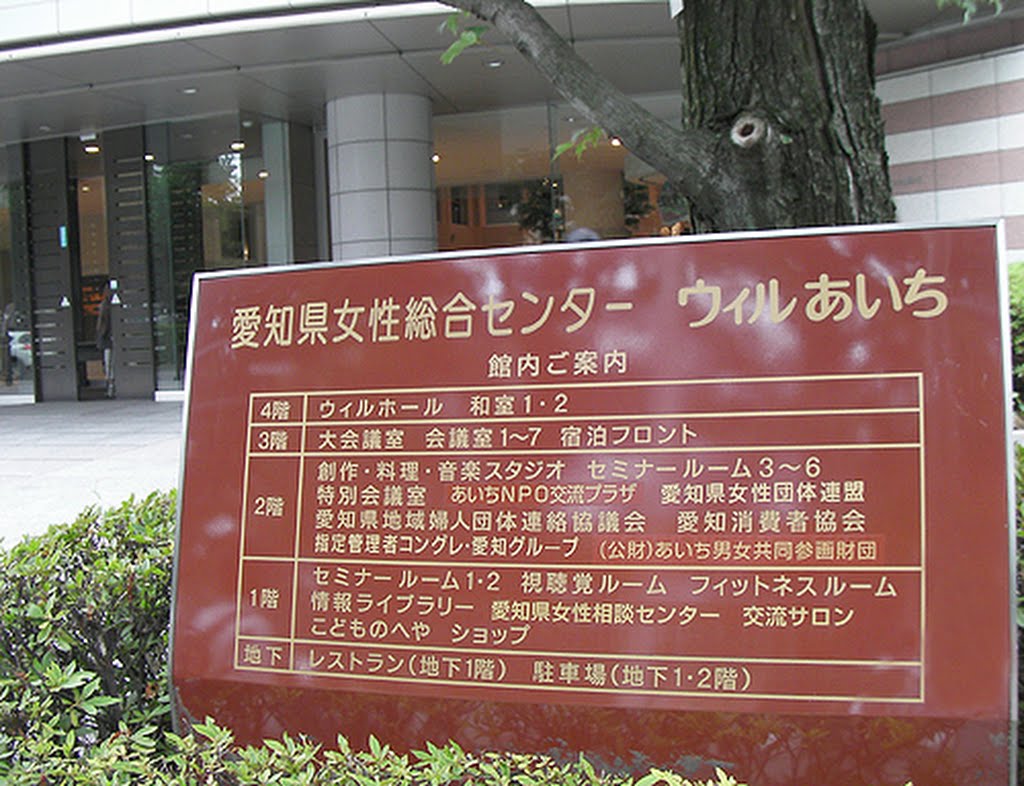 愛知県女性総合センター ウィルあいち
館内ご案内
4階 ウィルホール 和室1・2
3階 大会議室 会議室1〜7 宿泊フロント
2階 創作・料理・音楽スタジオ セミナールーム3〜6
特別会議室 あいちNPO交流プラザ 愛知県女性団体連盟
愛知県地域婦人団体連絡協議会 愛知消費者協会
指定管理者コングレ・愛知グループ (公財)あいち男女共同参画財団
1階 セミナールーム1・2 視聴覚ルーム フィットネスルーム
情報ライブラリー 愛知県女性相談センター 交流サロン
こどものへや ショップ
地下 レストラン(地下1階) 駐車場(地下1・2階)